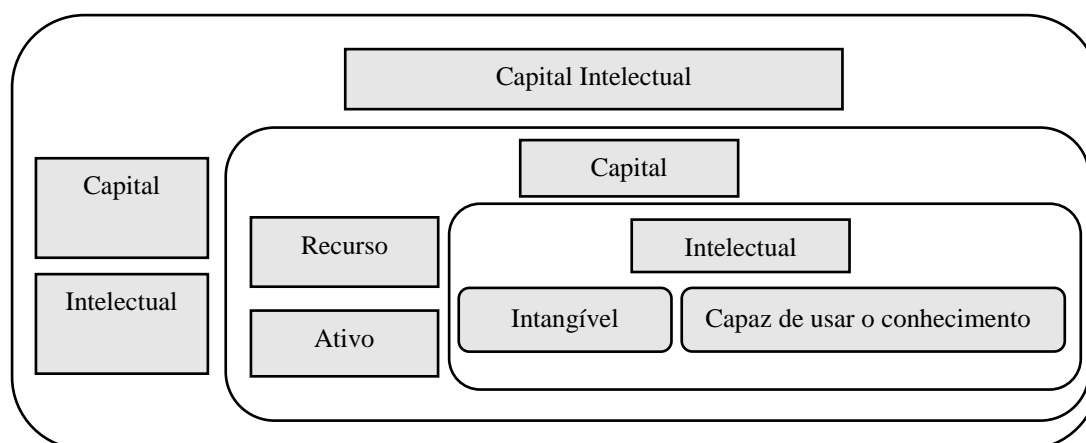 Capital Intelectual
Capital
Capital
Recurso
Intelectual
Intelectual
Intangível
Capaz de usar o conhecimento
Ativo